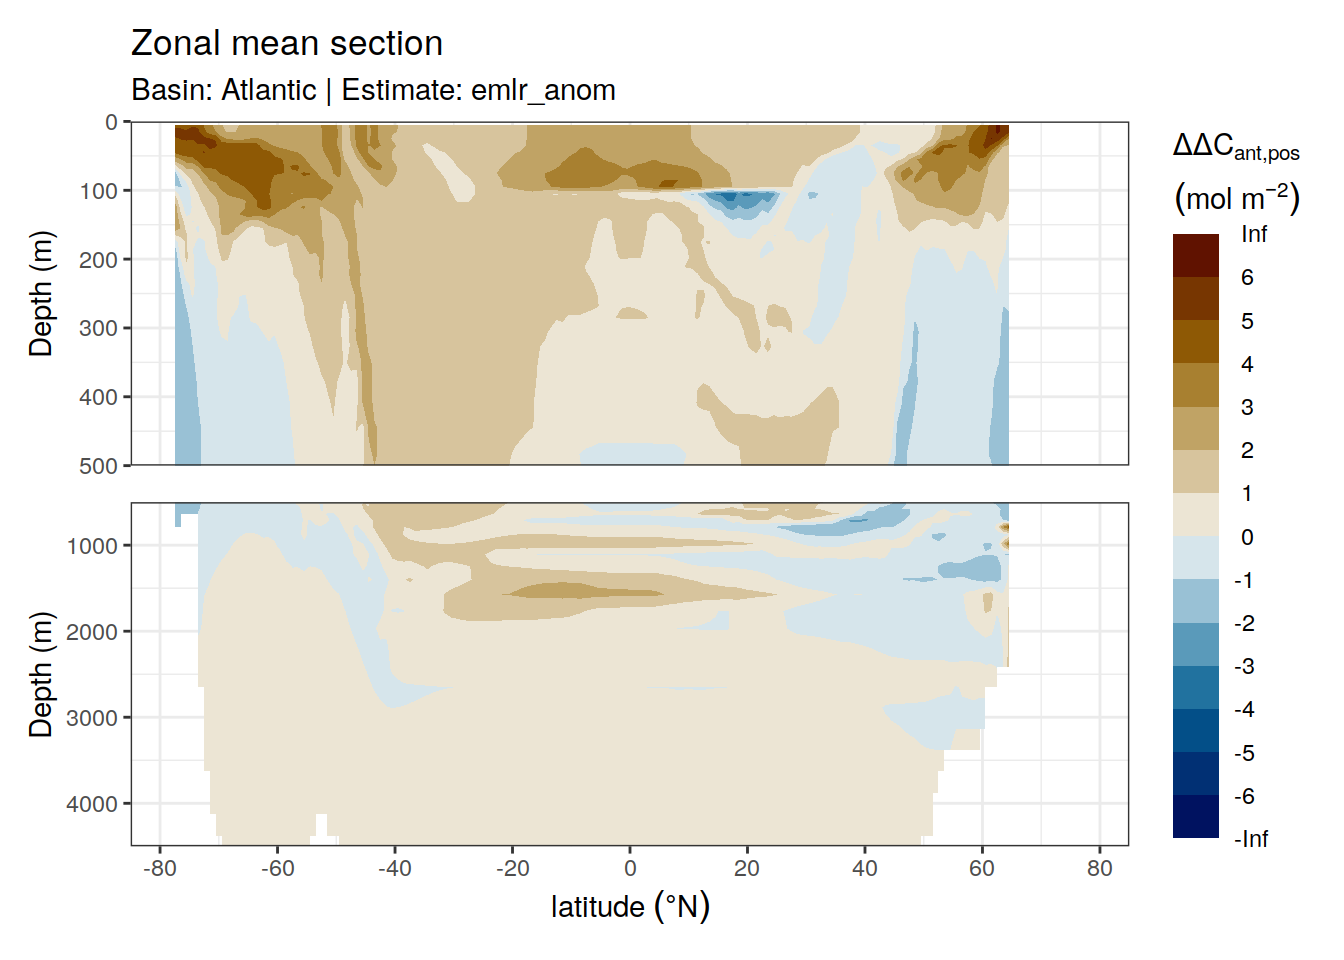 Zonal mean section
Basin: Atlantic | Estimate: emlr_anom
0
100
200
300
400
500
Depth (m)
1000
2000
3000
4000
Depth (m)
-80 -60 -40 -20 0 20 40 60 80
latitude (°N)
ΔΔC_ant,pos
(mol m⁻²)
Inf
6
5
4
3
2
1
0
-1
-2
-3
-4
-5
-6
-Inf